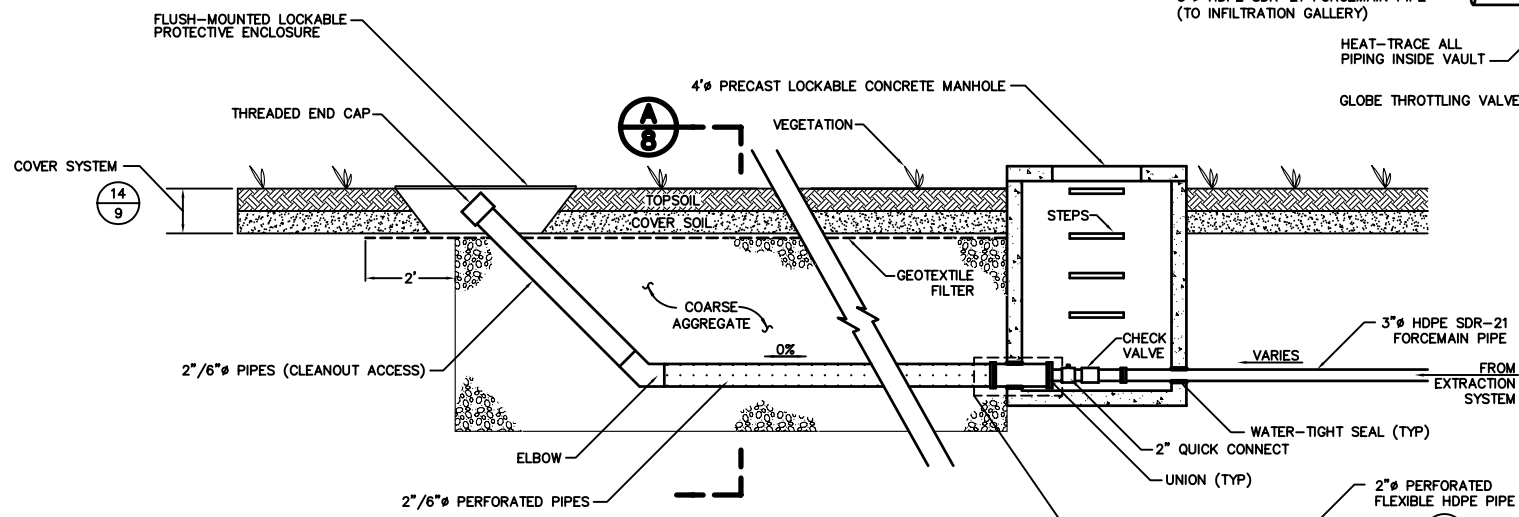 (TO INFILTRATION GALLERY)
FLUSH-MOUNTED LOCKABLE
PROTECTIVE ENCLOSURE
HEAT-TRACE ALL
PIPING INSIDE VAULT
4'ø PRECAST LOCKABLE CONCRETE MANHOLE
GLOBE THROTTLING VALVE
THREADED END CAP
A
8
VEGETATION
COVER SYSTEM
14
9
TOPSOIL
COVER SOIL
STEPS
2'
GEOTEXTILE
FILTER
COARSE
AGGREGATE
3"ø HDPE SDR-21
FORCEMAIN PIPE
CHECK
VALVE
0%
VARIES
2"/6"ø PIPES (CLEANOUT ACCESS)
FROM
EXTRACTION
SYSTEM
WATER-TIGHT SEAL (TYP)
2" QUICK CONNECT
ELBOW
UNION (TYP)
2"/6"ø PERFORATED PIPES
2"ø PERFORATED
FLEXIBLE HDPE PIPE